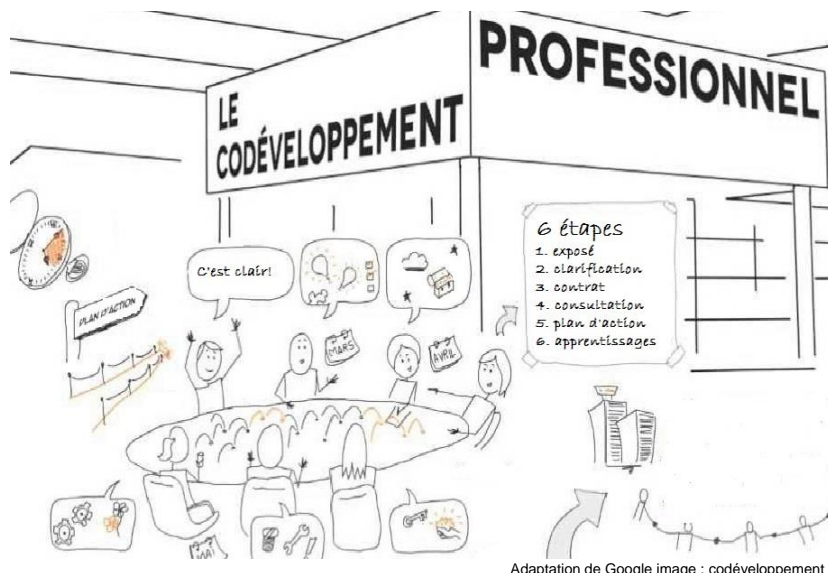 LE
CODÉVELOPPEMENT
PROFESSIONNEL
6 étapes
1. exposé
2. clarification
3. contrat
4. consultation
5. plan d'action
6. apprentissages
C'est clair!
PLAN D'ACTION
MARS
AVRIL
MAI
Adaptation de Google image : codéveloppement